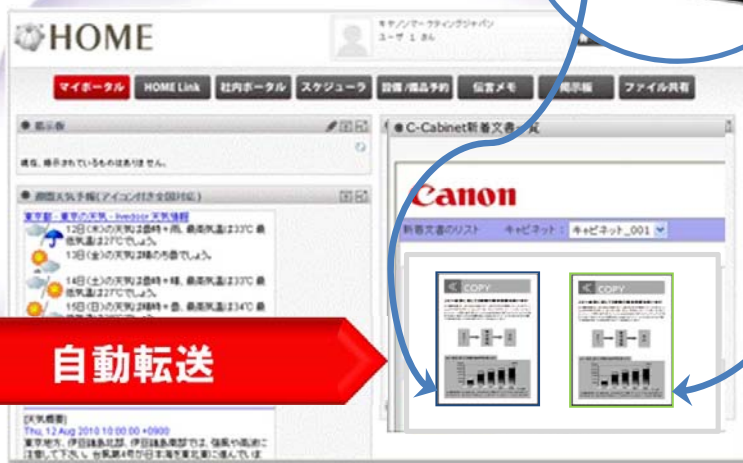 HOME
キヤノンマーケティングジャパン
ユーザ 1 さん
マイポータル
HOME Link
社内ポータル
スケジューラ
設備/備品予約
伝言メモ
掲示板
ファイル共有
掲示板
C-Cabinet新着文書一覧
現在、掲示されているものはありません。
Canon
週間天気予報(アイコン付き全国対応)
新着文書のリスト キャビネット: キャビネット_001
東京都 - 東京の天気 - livedoor 天気情報
12日(木)の天気は曇時々雨、最高気温は33℃ 最
低気温は27℃でしょう。
13日(金)の天気は晴のち曇でしょう。
14日(土)の天気は曇時々晴、最高気温は33℃ 最
低気温は27℃でしょう。
15日(日)の天気は晴時々曇、最高気温は34℃ 最
COPY
COPY
自動転送
[天気概要]
Thu, 12 Aug 2010 10:00:00 +0900
東京地方、伊豆諸島北部、伊豆諸島南部では、強風や高波に
注意して下さい。台風第4号が日本海を東北東に進んでいま